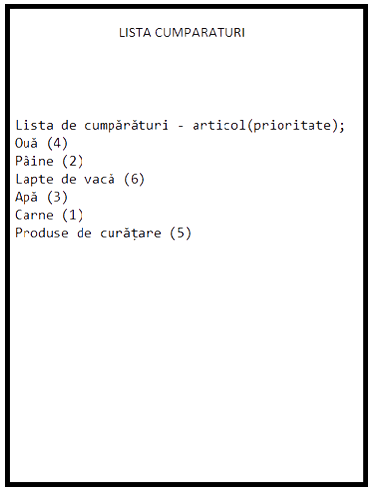 LISTA CUMPARATURI
Lista de cumpărături - articol(prioritate);
Ouă (4)
Pâine (2)
Lapte de vacă (6)
Apă (3)
Carne (1)
Produse de curățare (5)